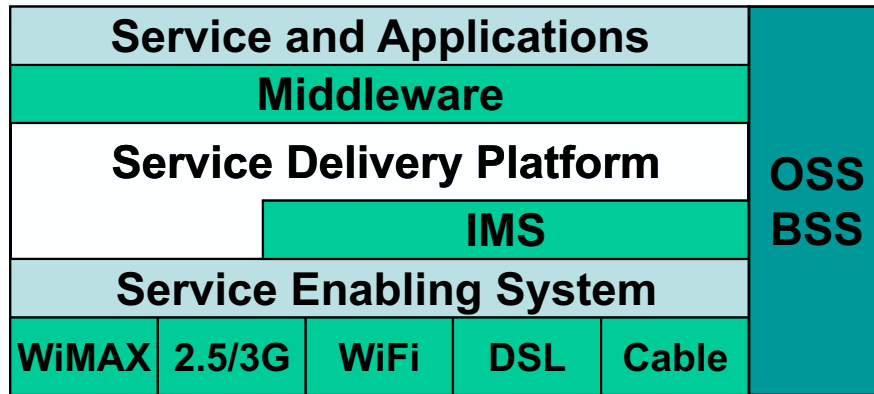 Service and Applications
Middleware
Service Delivery Platform
IMS
Service Enabling System
WiMAX
2.5/3G
WiFi
DSL
Cable
OSS
BSS